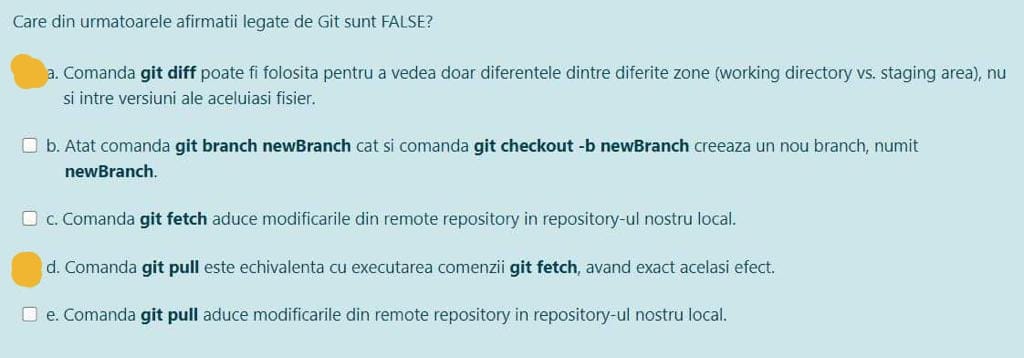 Care din urmatoarele afirmatii legate de Git sunt FALSE?
a. Comanda git diff poate fi folosita pentru a vedea doar diferentele dintre diferite zone (working directory vs. staging area), nu
si intre versiuni ale aceluiasi fisier.
b. Atat comanda git branch newBranch cat si comanda git checkout -b newBranch creeaza un nou branch, numit
newBranch.
c. Comanda git fetch aduce modificarile din remote repository in repository-ul nostru local.
d. Comanda git pull este echivalenta cu executarea comenzii git fetch, avand exact acelasi efect.
e. Comanda git pull aduce modificarile din remote repository in repository-ul nostru local.